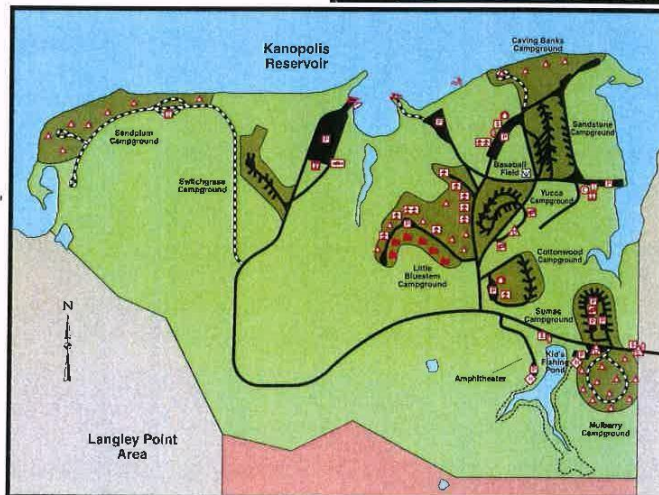 Kanopolis
Reservoir
Caving Banks
Campground
Sandplum
Campground
Sandstone
Campground
Switchgrass
Campground
Baseball
Field
Yucca
Campground
Little
Bluestem
Campground
Cottonwood
Campground
Sumac
Campground
N
Kid's
Fishing
Pond
Amphitheater
Mulberry
Campground
Langley Point
Area
P
P
P
P
P
P